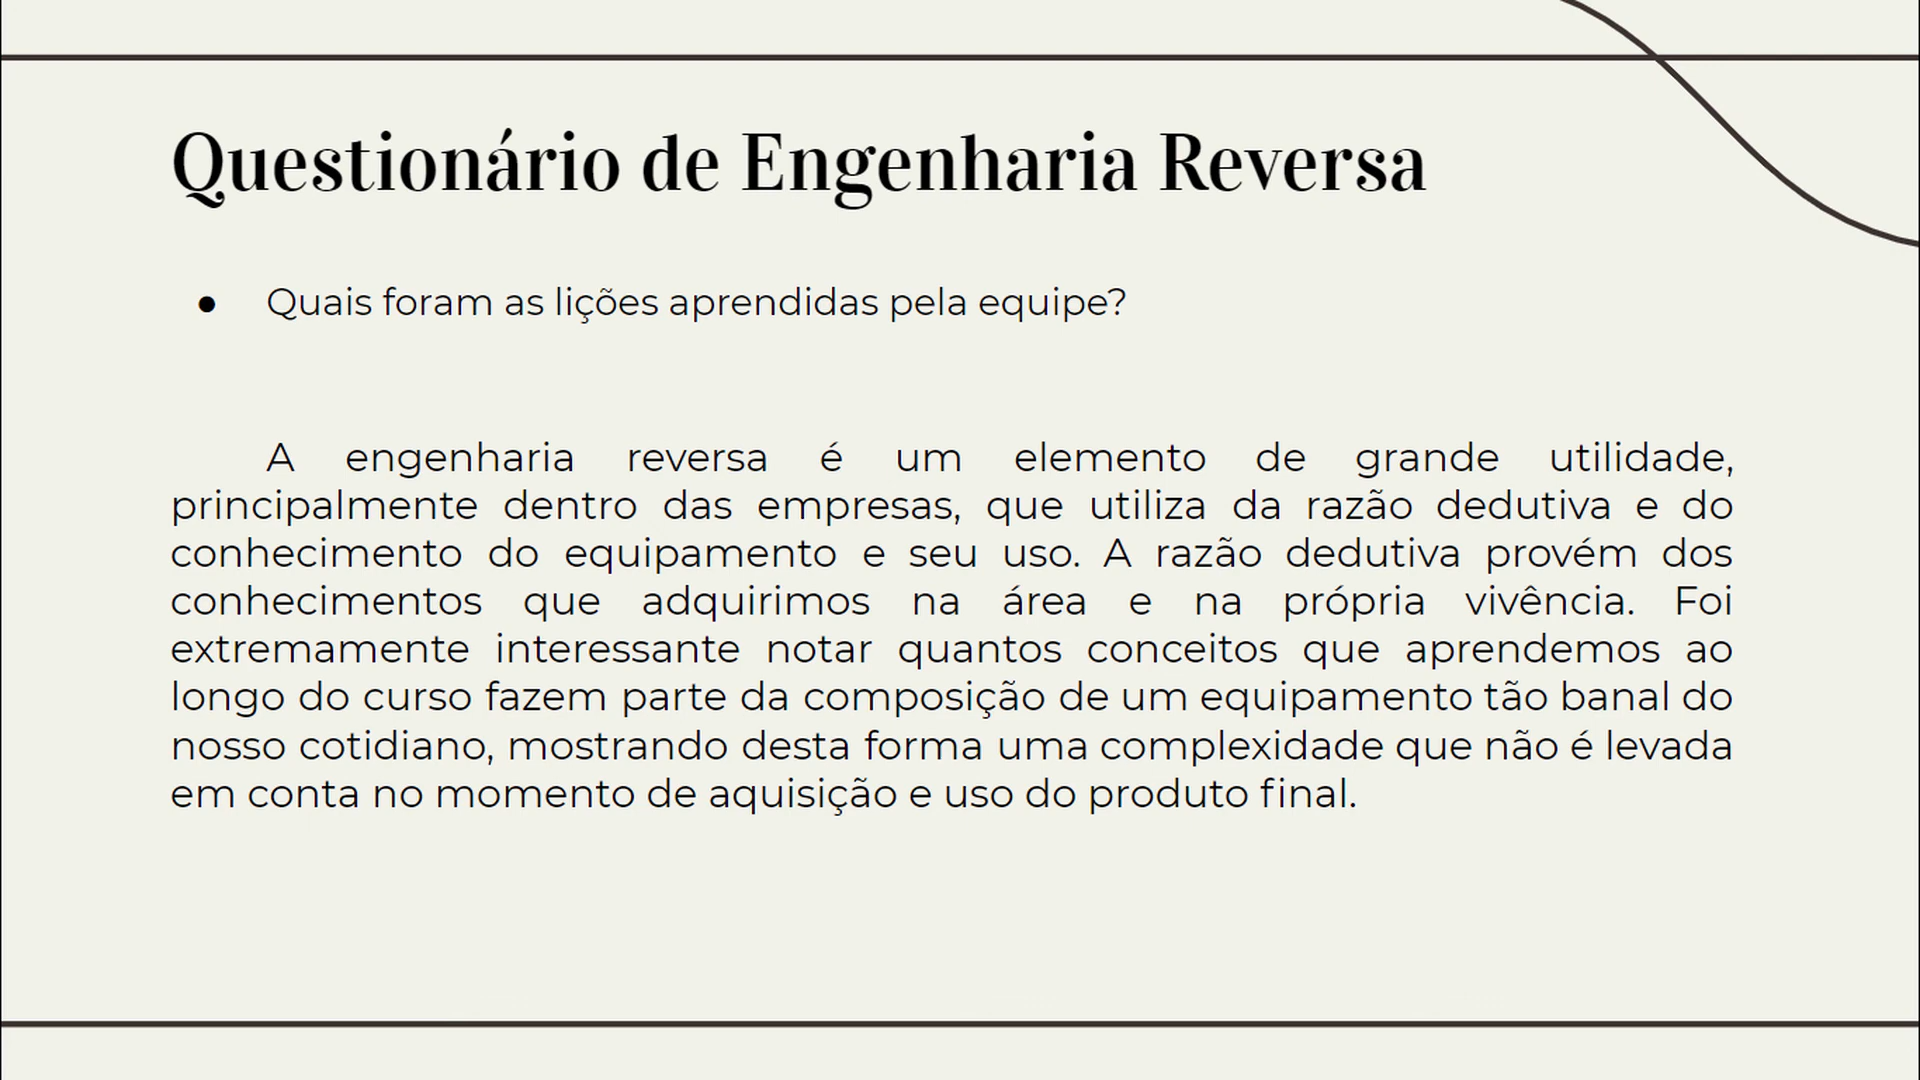 Questionário de Engenharia Reversa
● Quais foram as lições aprendidas pela equipe?
A engenharia reversa é um elemento de grande utilidade,
principalmente dentro das empresas, que utiliza da razão dedutiva e do
conhecimento do equipamento e seu uso. A razão dedutiva provém dos
conhecimentos que adquirimos na área e na própria vivência. Foi
extremamente interessante notar quantos conceitos que aprendemos ao
longo do curso fazem parte da composição de um equipamento tão banal do
nosso cotidiano, mostrando desta forma uma complexidade que não é levada
em conta no momento de aquisição e uso do produto final.